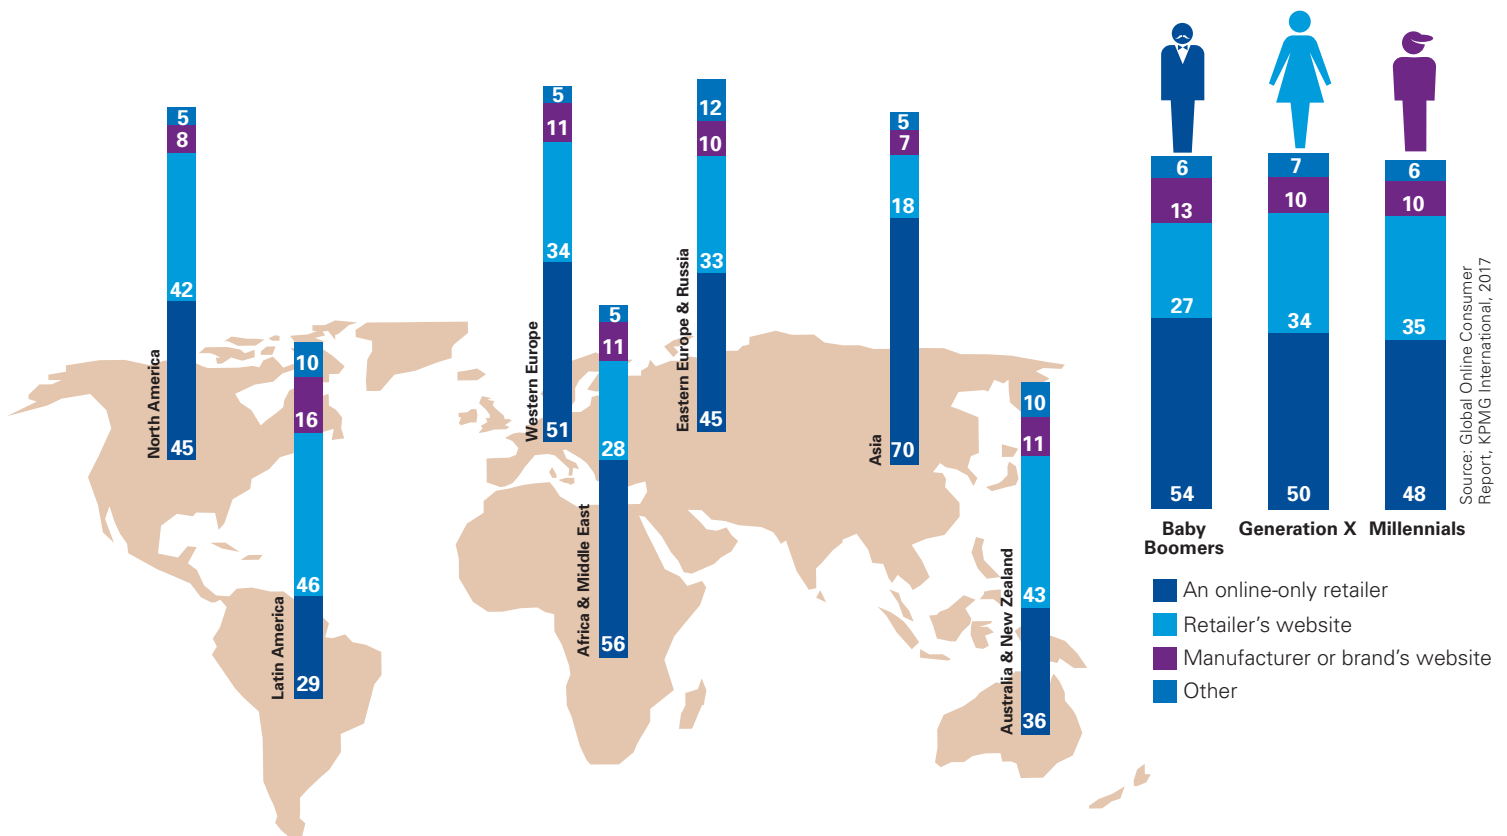 5
8
42
45
North America
10
16
46
29
Latin America
5
11
34
51
Western Europe
5
11
28
56
Africa & Middle East
12
10
33
45
Eastern Europe & Russia
5
7
18
70
Asia
10
11
43
36
Australia & New Zealand
6
13
27
54
Baby
Boomers
7
10
34
50
Generation X
6
10
35
48
Millennials
An online-only retailer
Retailer's website
Manufacturer or brand's website
Other
Source: Global Online Consumer
Report, KPMG International, 2017